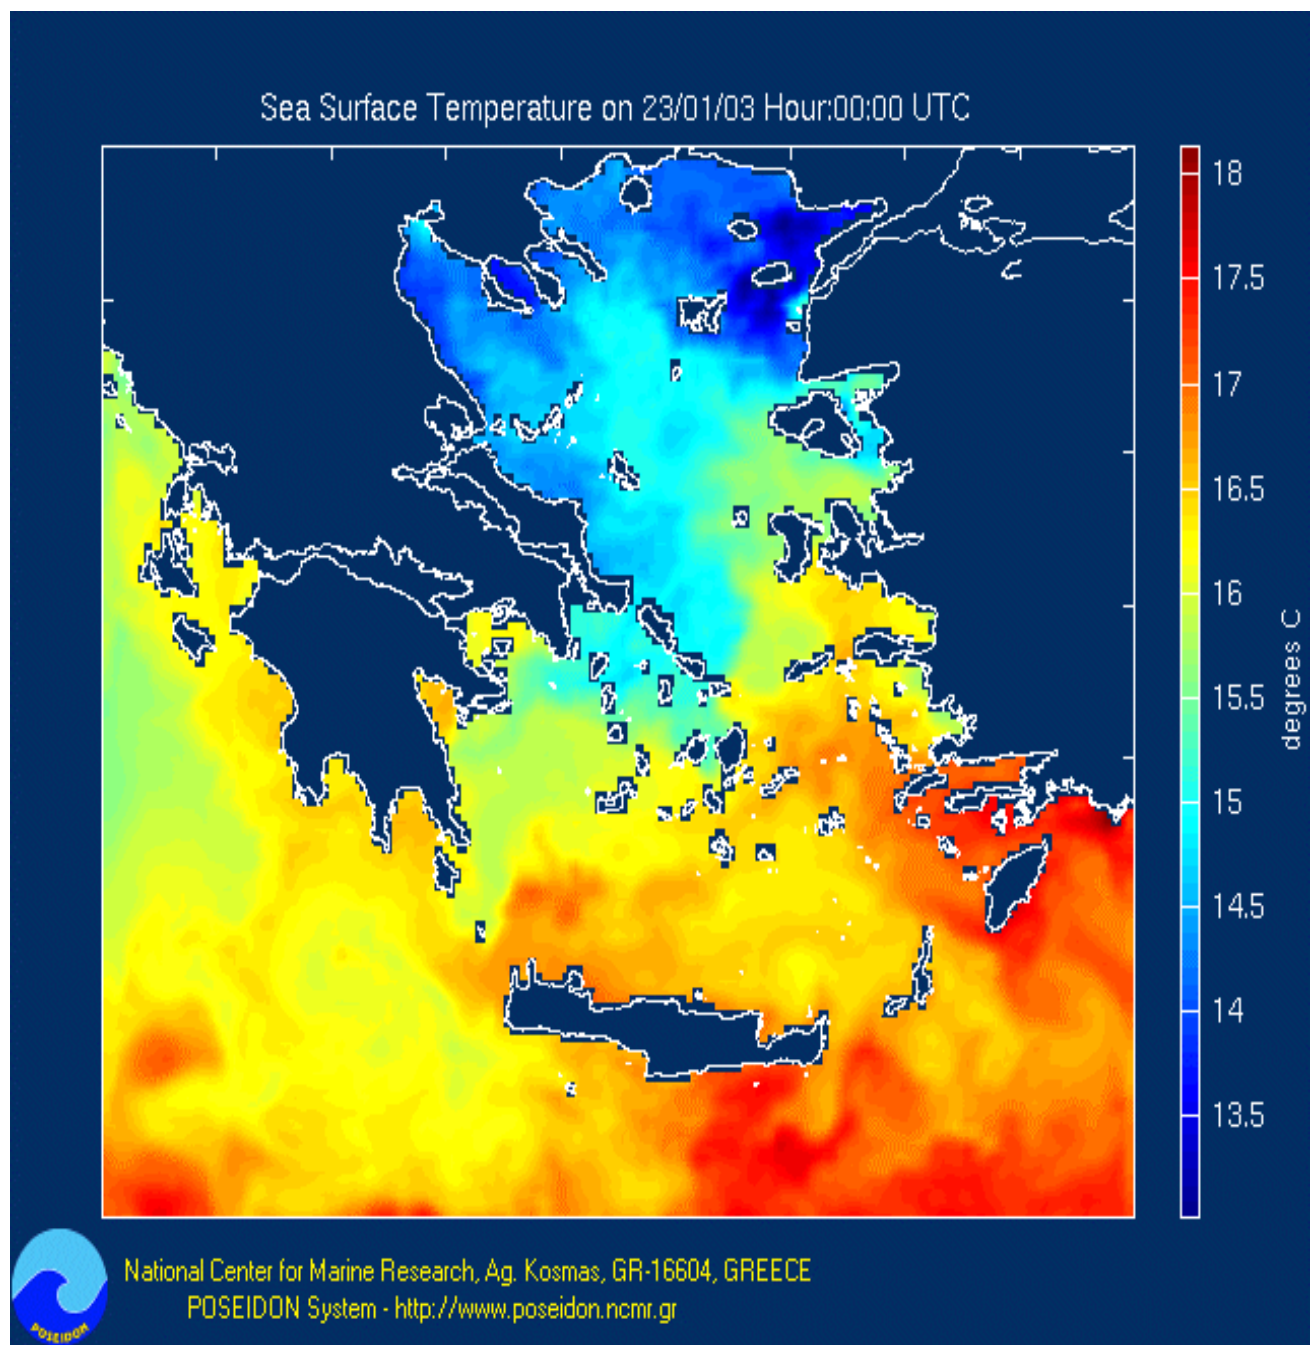 Sea Surface Temperature on 23/01/03 Hour:00:00 UTC
18
17.5
17
16.5
16
15.5
15
14.5
14
13.5
degrees C
National Center for Marine Research, Ag. Kosmas, GR-16604, GREECE
POSEIDON System - http://www.poseidon.ncmr.gr
POSEIDON